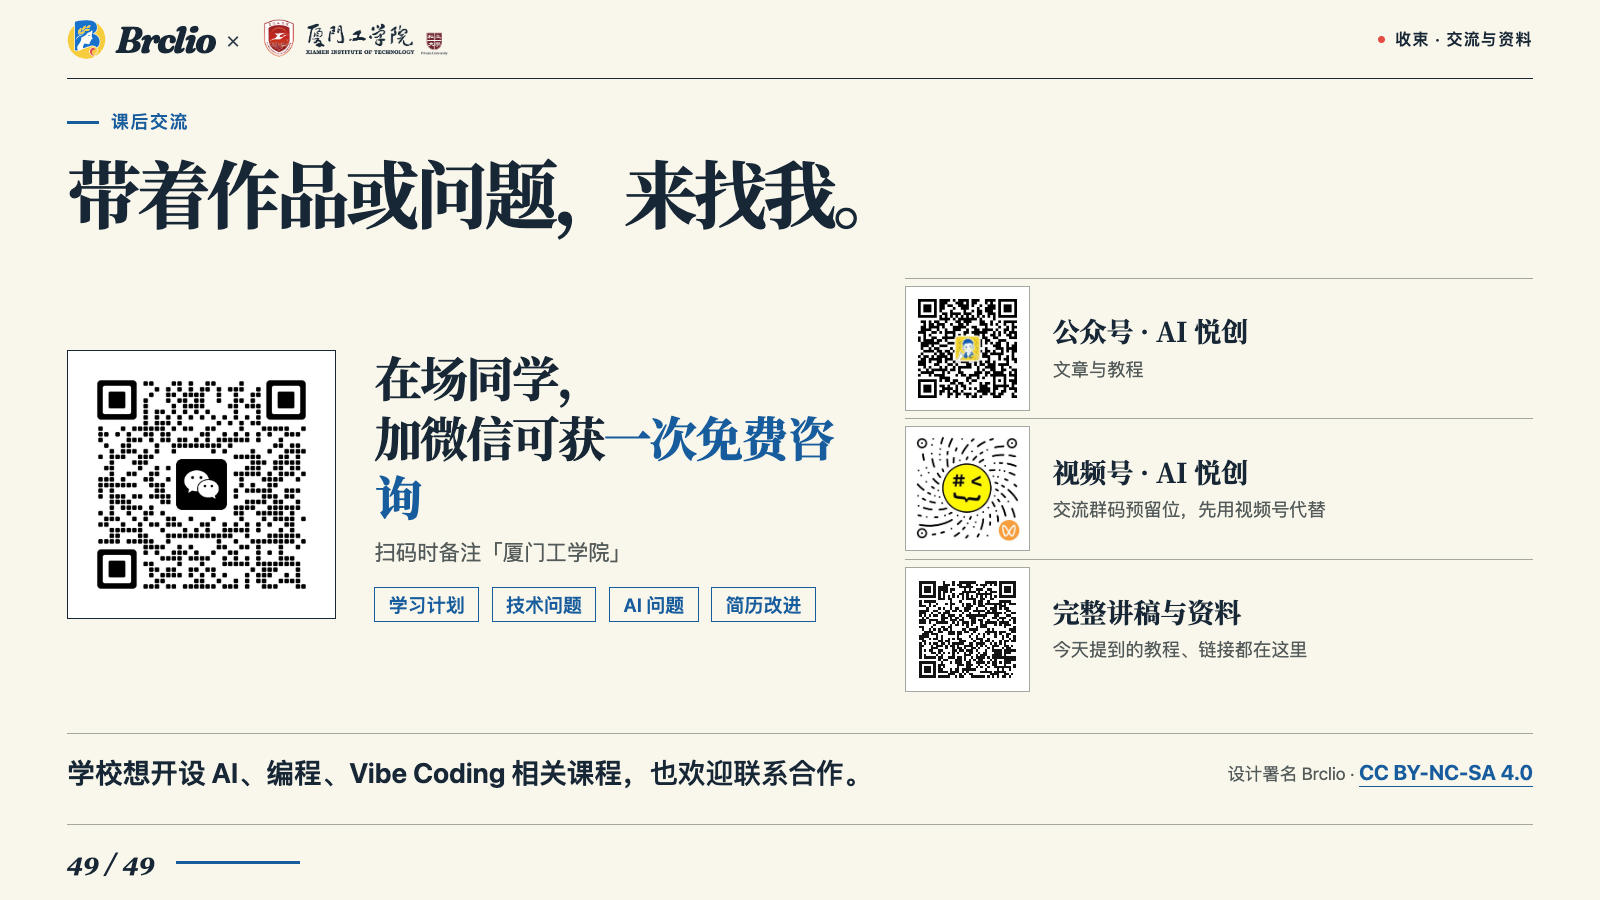 Brclio ×
厦门工学院
XIAMEN INSTITUTE OF TECHNOLOGY
收束 · 交流与资料
课后交流
带着作品或问题，来找我。
在场同学，
加微信可获一次免费咨
询
扫码时备注「厦门工学院」
学习计划
技术问题
AI 问题
简历改进
公众号 · AI 悦创
文章与教程
视频号 · AI 悦创
交流群码预留位，先用视频号代替
完整讲稿与资料
今天提到的教程、链接都在这里
学校想开设 AI、编程、Vibe Coding 相关课程，也欢迎联系合作。
设计署名 Brclio · CC BY-NC-SA 4.0
49 / 49